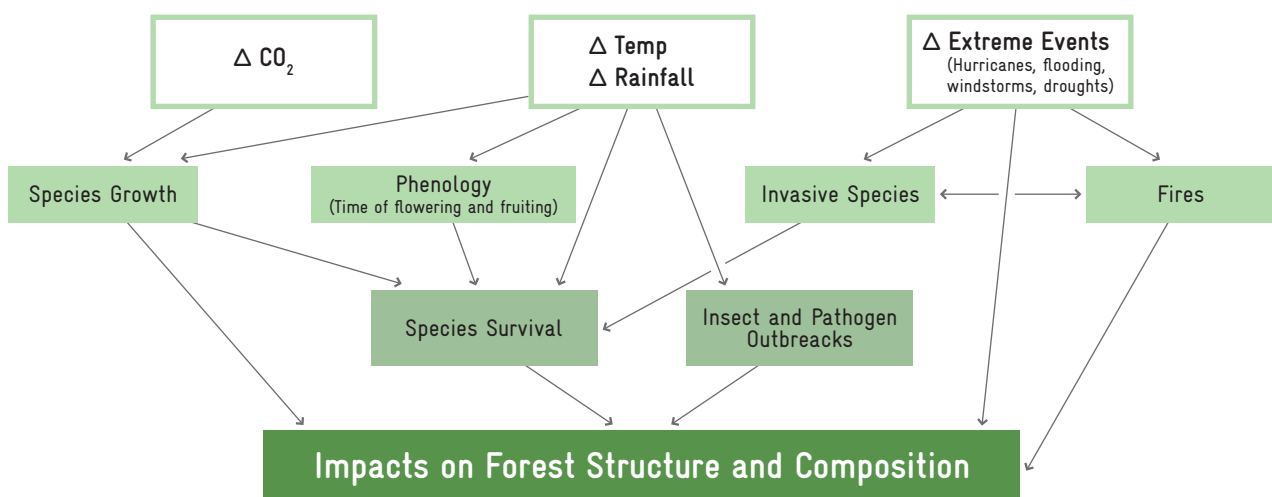 Δ CO₂
Δ Temp
Δ Rainfall
Δ Extreme Events
(Hurricanes, flooding,
windstorms, droughts)
Species Growth
Phenology
(Time of flowering and fruiting)
Invasive Species
Fires
Species Survival
Insect and Pathogen
Outbreacks
Impacts on Forest Structure and Composition